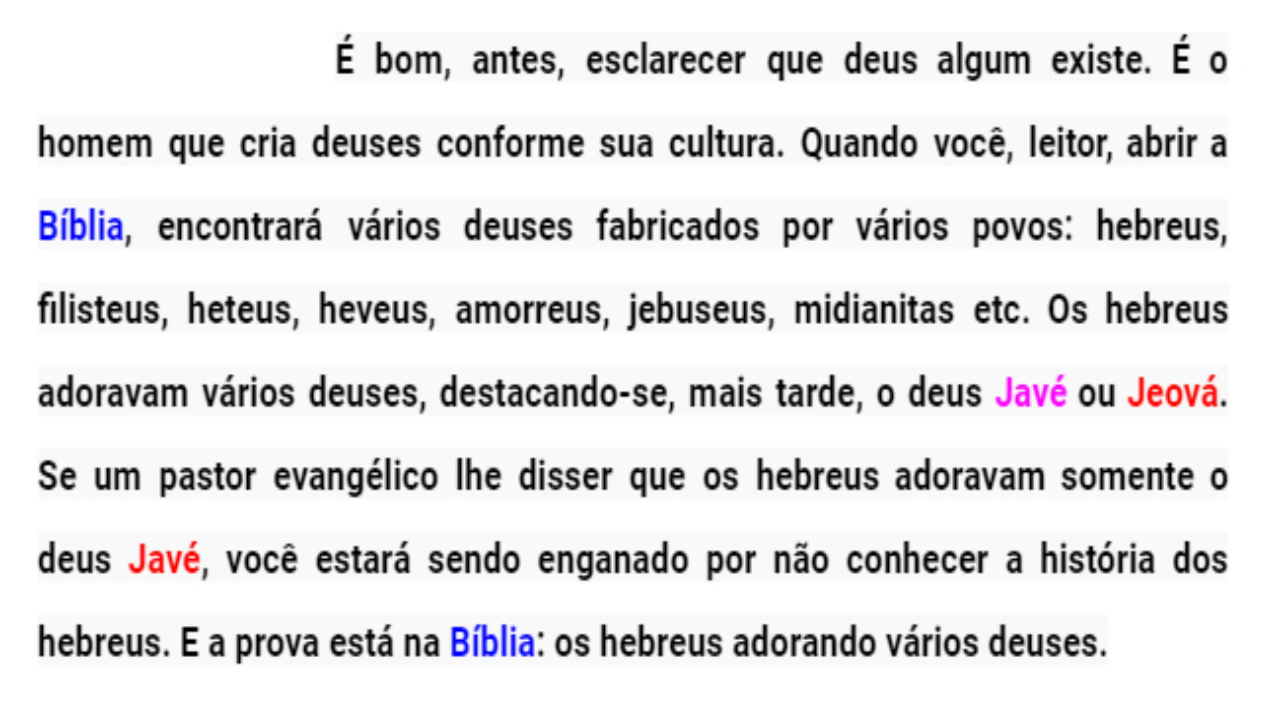 É bom, antes, esclarecer que deus algum existe. É o
homem que cria deuses conforme sua cultura. Quando você, leitor, abrir a
Bíblia, encontrará vários deuses fabricados por vários povos: hebreus,
filisteus, heteus, heveus, amorreus, jebuseus, midianitas etc. Os hebreus
adoravam vários deuses, destacando-se, mais tarde, o deus Javé ou Jeová.
Se um pastor evangélico lhe disser que os hebreus adoravam somente o
deus Javé, você estará sendo enganado por não conhecer a história dos
hebreus. E a prova está na Bíblia: os hebreus adorando vários deuses.